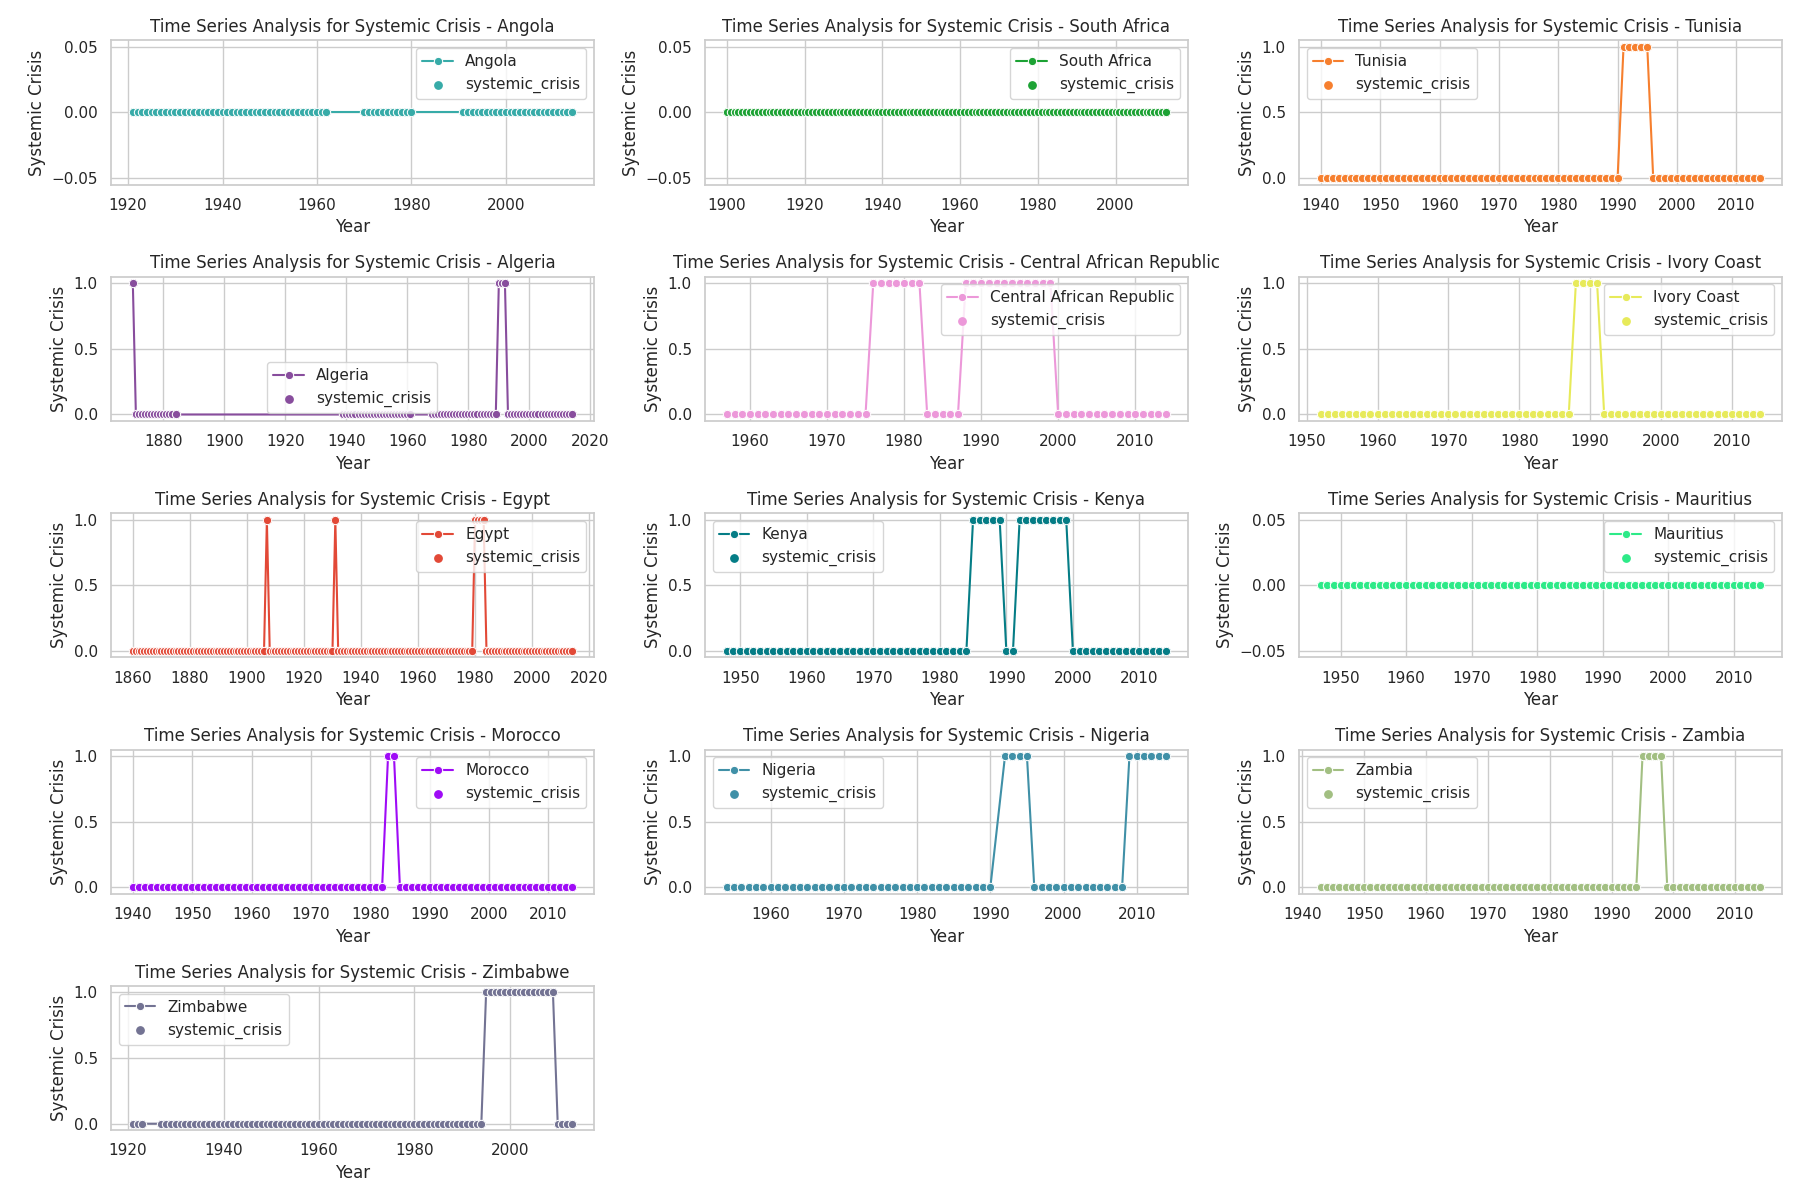 Time Series Analysis for Systemic Crisis - Angola
Systemic Crisis
0.05
0.00
−0.05
Angola
systemic_crisis
1920 1940 1960 1980 2000
Year
Time Series Analysis for Systemic Crisis - South Africa
Systemic Crisis
0.05
0.00
−0.05
South Africa
systemic_crisis
1900 1920 1940 1960 1980 2000
Year
Time Series Analysis for Systemic Crisis - Tunisia
Systemic Crisis
1.0
0.5
0.0
Tunisia
systemic_crisis
1940 1950 1960 1970 1980 1990 2000 2010
Year
Time Series Analysis for Systemic Crisis - Algeria
Systemic Crisis
1.0
0.5
0.0
Algeria
systemic_crisis
1880 1900 1920 1940 1960 1980 2000 2020
Year
Time Series Analysis for Systemic Crisis - Central African Republic
Systemic Crisis
1.0
0.5
0.0
Central African Republic
systemic_crisis
1960 1970 1980 1990 2000 2010
Year
Time Series Analysis for Systemic Crisis - Ivory Coast
Systemic Crisis
1.0
0.5
0.0
Ivory Coast
systemic_crisis
1950 1960 1970 1980 1990 2000 2010
Year
Time Series Analysis for Systemic Crisis - Egypt
Systemic Crisis
1.0
0.5
0.0
Egypt
systemic_crisis
1860 1880 1900 1920 1940 1960 1980 2000 2020
Year
Time Series Analysis for Systemic Crisis - Kenya
Systemic Crisis
1.0
0.5
0.0
Kenya
systemic_crisis
1950 1960 1970 1980 1990 2000 2010
Year
Time Series Analysis for Systemic Crisis - Mauritius
Systemic Crisis
0.05
0.00
−0.05
Mauritius
systemic_crisis
1950 1960 1970 1980 1990 2000 2010
Year
Time Series Analysis for Systemic Crisis - Morocco
Systemic Crisis
1.0
0.5
0.0
Morocco
systemic_crisis
1940 1950 1960 1970 1980 1990 2000 2010
Year
Time Series Analysis for Systemic Crisis - Nigeria
Systemic Crisis
1.0
0.5
0.0
Nigeria
systemic_crisis
1960 1970 1980 1990 2000 2010
Year
Time Series Analysis for Systemic Crisis - Zambia
Systemic Crisis
1.0
0.5
0.0
Zambia
systemic_crisis
1940 1950 1960 1970 1980 1990 2000 2010
Year
Time Series Analysis for Systemic Crisis - Zimbabwe
Systemic Crisis
1.0
0.5
0.0
Zimbabwe
systemic_crisis
1920 1940 1960 1980 2000
Year